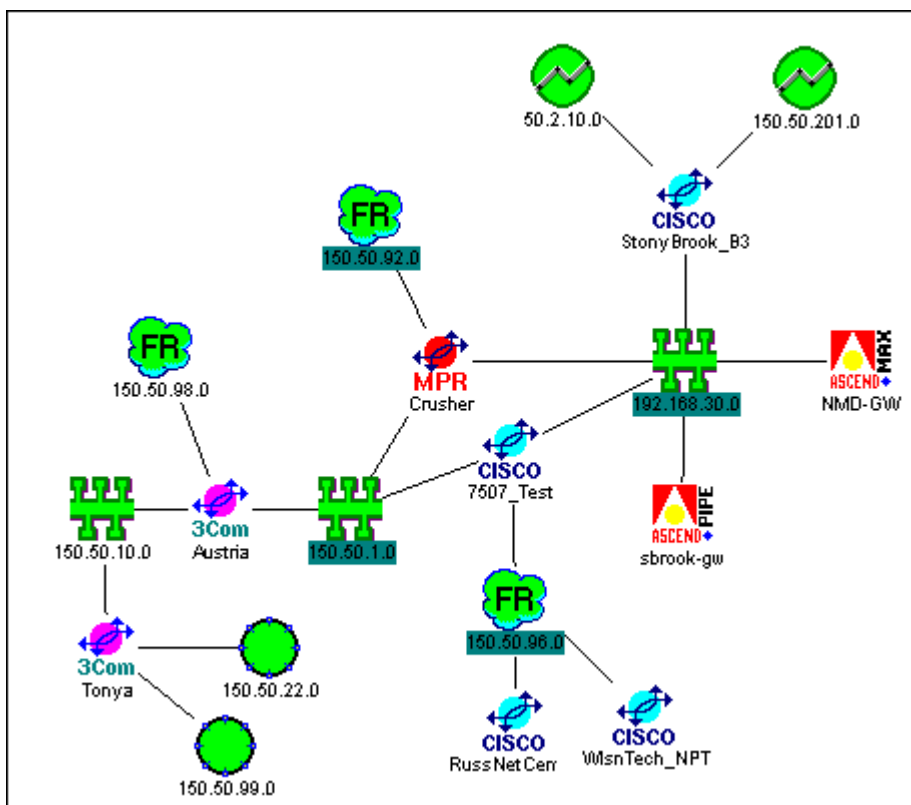 50.2.10.0
150.50.201.0
CISCO
StonyBrook_B3
FR
150.50.92.0
FR
150.50.98.0
MPR
Crusher
192.168.30.0
ASCEND
MAX
NMD-GW
CISCO
7507_Test
ASCEND
PIPE
sbrook-gw
150.50.10.0
3Com
Austria
150.50.1.0
FR
150.50.96.0
3Com
Tonya
150.50.22.0
150.50.99.0
CISCO
RussNetCen
CISCO
WlsnTech_NPT